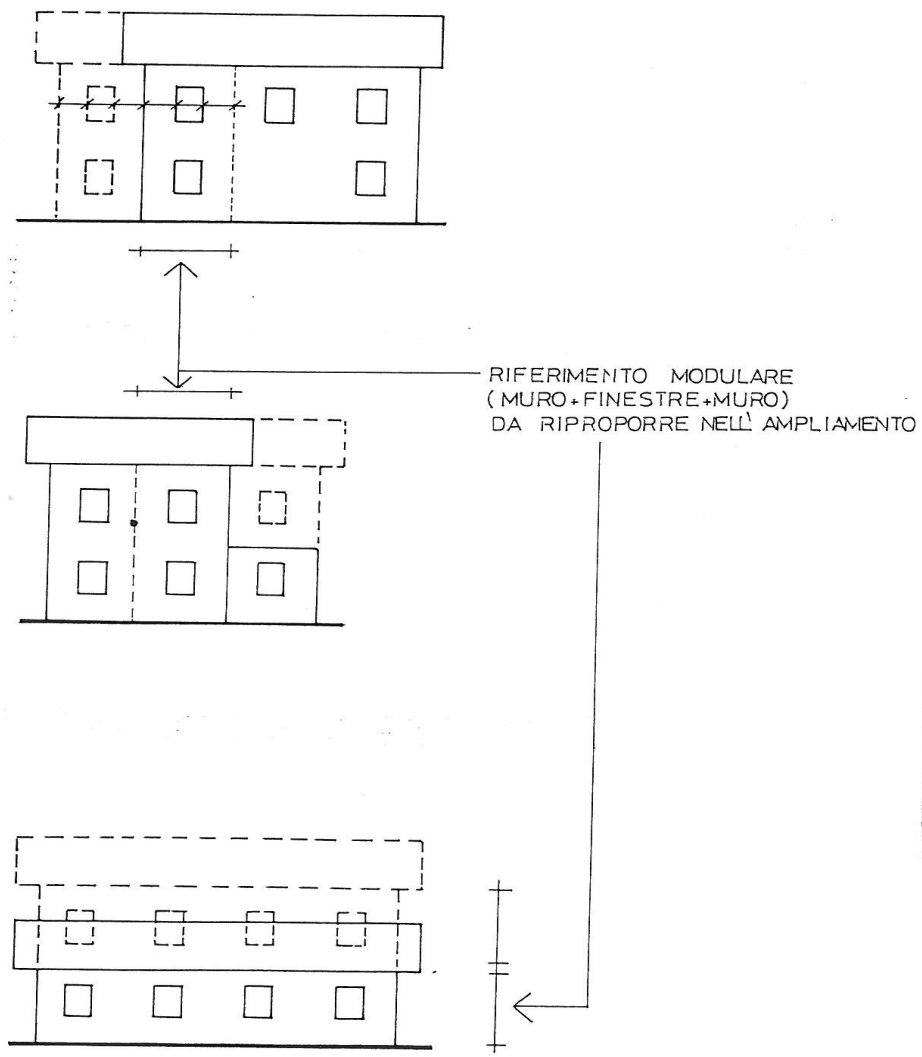 RIFERIMENTO MODULARE
(MURO+FINESTRE+MURO)
DA RIPROPORRE NELL' AMPLIAMENTO